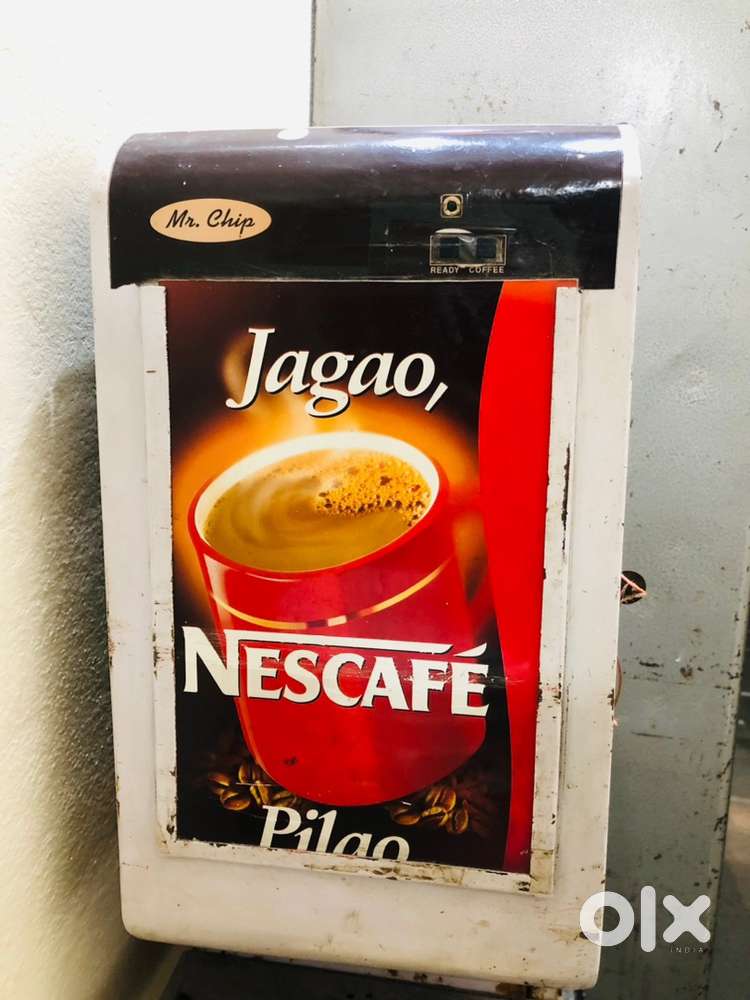 Mr. Chip
READY COFFEE
Jagao,
NESCAFÉ
Pilao
olx
INDIA